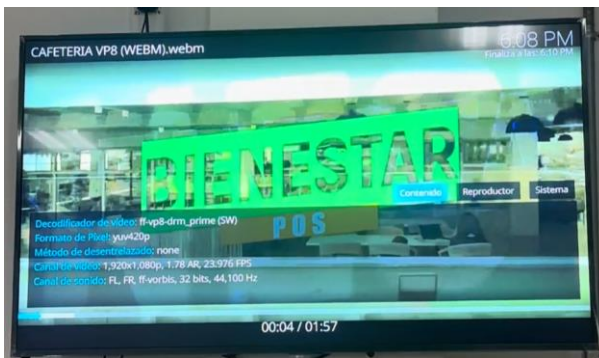 CAFETERIA VP8 (WEBM).webm
6:08 PM
Finaliza a las: 6:10 PM
BIENESTAR
POS
Contenido Reproductor Sistema
Decodificador de vídeo: ff-vp8-drm_prime (SW)
Formato de Píxel: yuv420p
Método de desentrelazado: none
Canal de vídeo: 1,920x1,080p, 1.78 AR, 23.976 FPS
Canal de sonido: FL, FR, ff-vorbis, 32 bits, 44,100 Hz
00:04 / 01:57